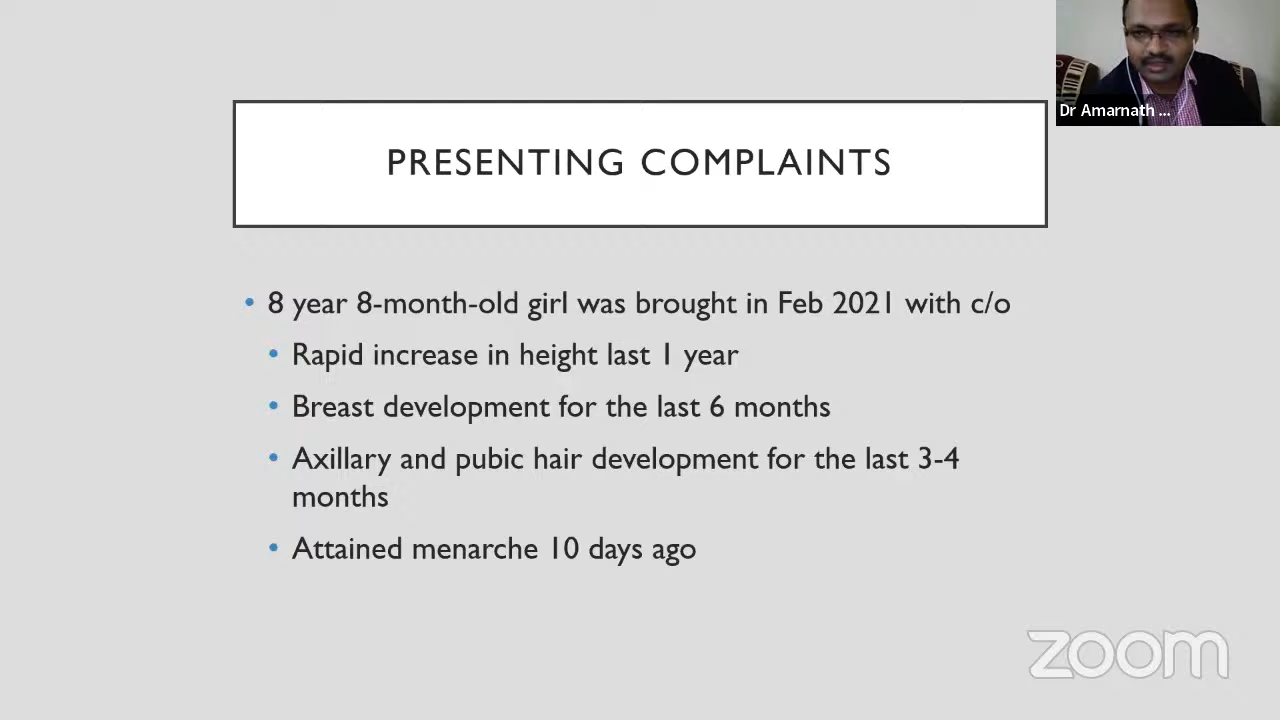 Dr Amarnath ...
PRESENTING COMPLAINTS
• 8 year 8-month-old girl was brought in Feb 2021 with c/o
• Rapid increase in height last 1 year
• Breast development for the last 6 months
• Axillary and pubic hair development for the last 3-4
months
• Attained menarche 10 days ago
zoom